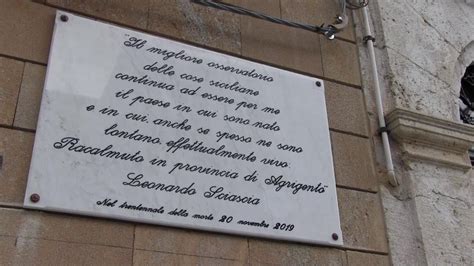 "Il migliore osservatorio
delle cose siciliane
continua ad essere per me
il paese in cui sono nato
e in cui, anche se spesso ne sono
lontano, effettualmente vivo:
Racalmuto in provincia di Agrigento"
Leonardo Sciascia
Nel trentennale della morte 20 novembre 2019